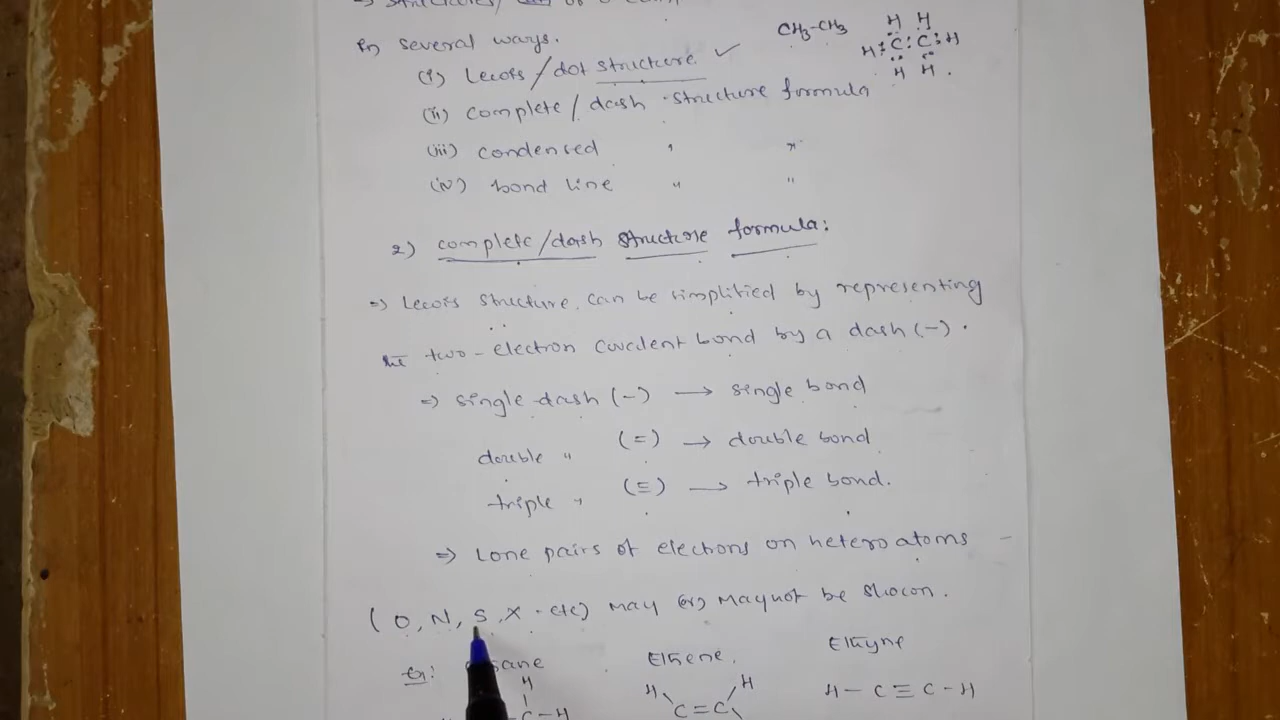 in several ways.
CH3-CH3
H H
H : C : C : H
H H .
(i) Lewis / dot structure. ✓
(ii) complete / dash structure formula
(iii) condensed " "
(iv) bond line " "
2) complete/dash structure formula:
⇒ Lewis structure can be simplified by representing
the two-electron covalent bond by a dash (-).
⇒ single dash (-) → single bond
double " (=) → double bond
triple " (≡) → triple bond.
⇒ Lone pairs of electrons on heteroatoms -
(O, N, S, X - etc) may (or) may not be shown.
Ex: Ethene. Ethyne
H
H H H - C ≡ C - H
C - H C = C